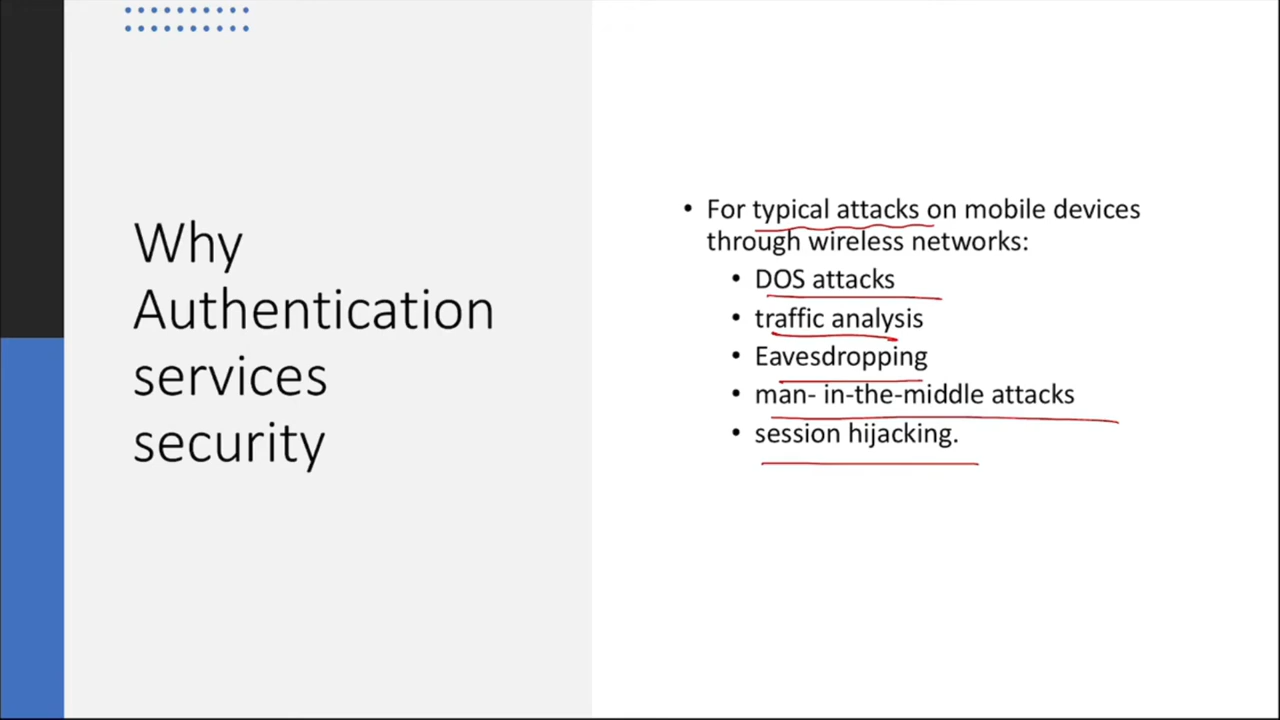 Why
Authentication
services
security
• For typical attacks on mobile devices
through wireless networks:
• DOS attacks
• traffic analysis
• Eavesdropping
• man- in-the-middle attacks
• session hijacking.